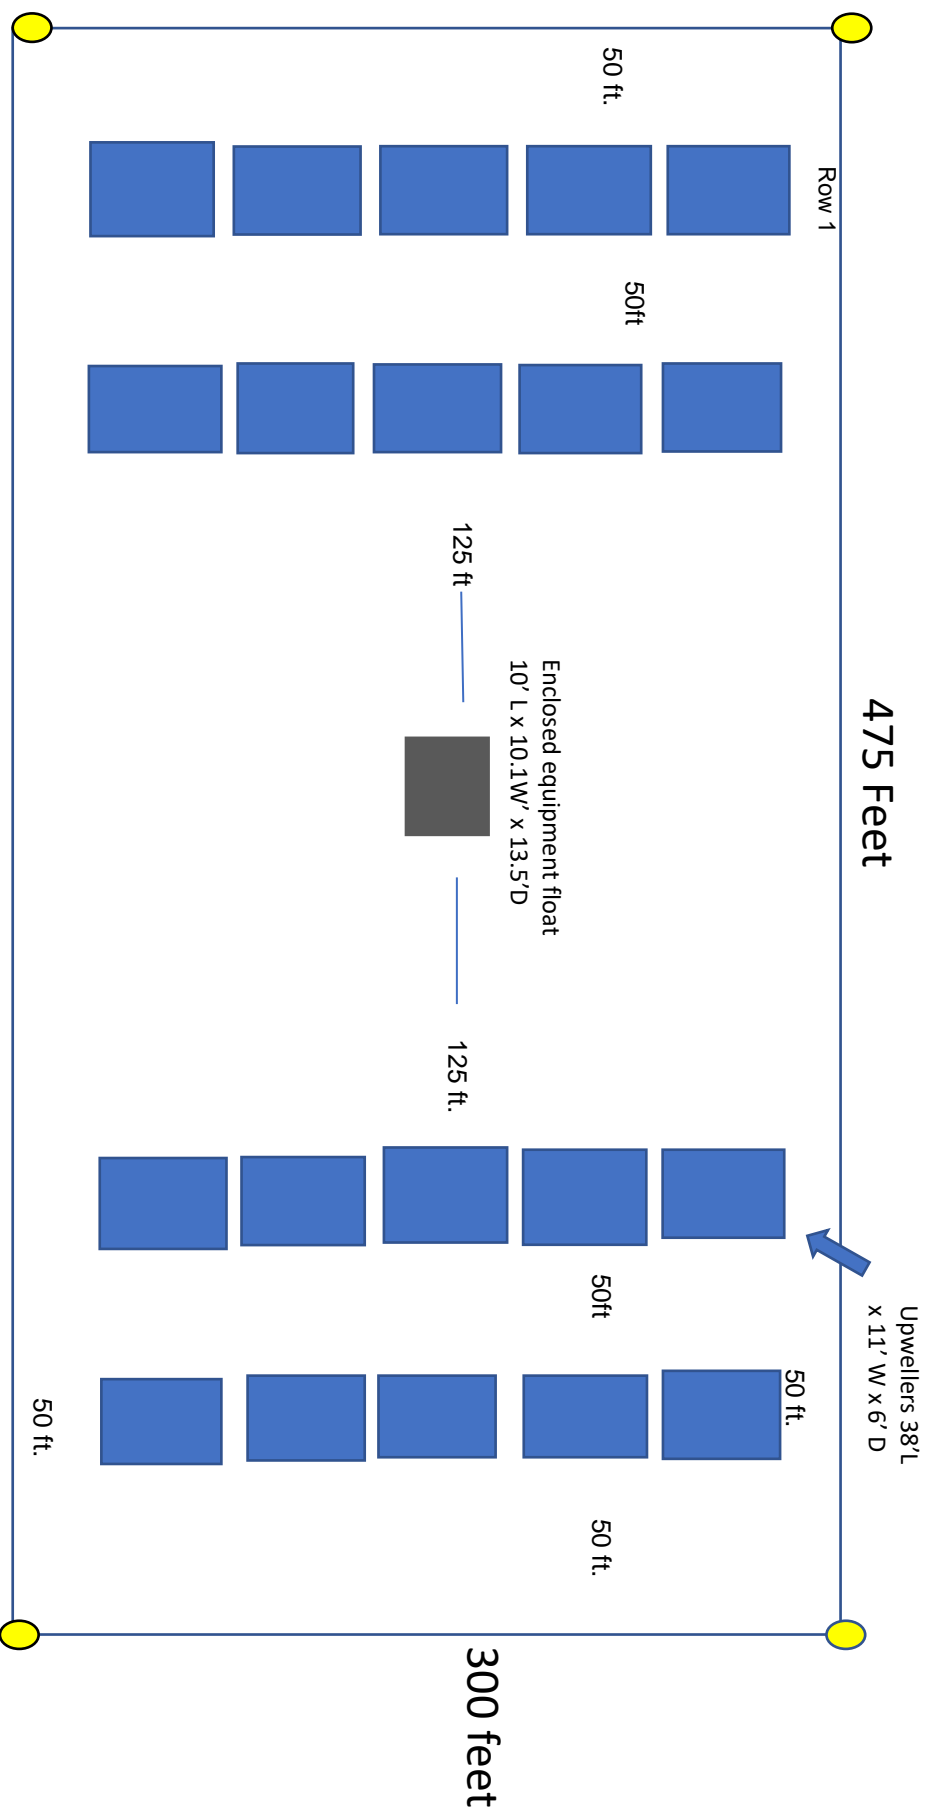 50 ft.
Row 1
50ft
125 ft
Enclosed equipment float
10’ L x 10.1W’ x 13.5’D
475 Feet
125 ft.
Upwellers 38’L
x 11’ W x 6’ D
50ft
50 ft.
50 ft.
50 ft.
300 feet